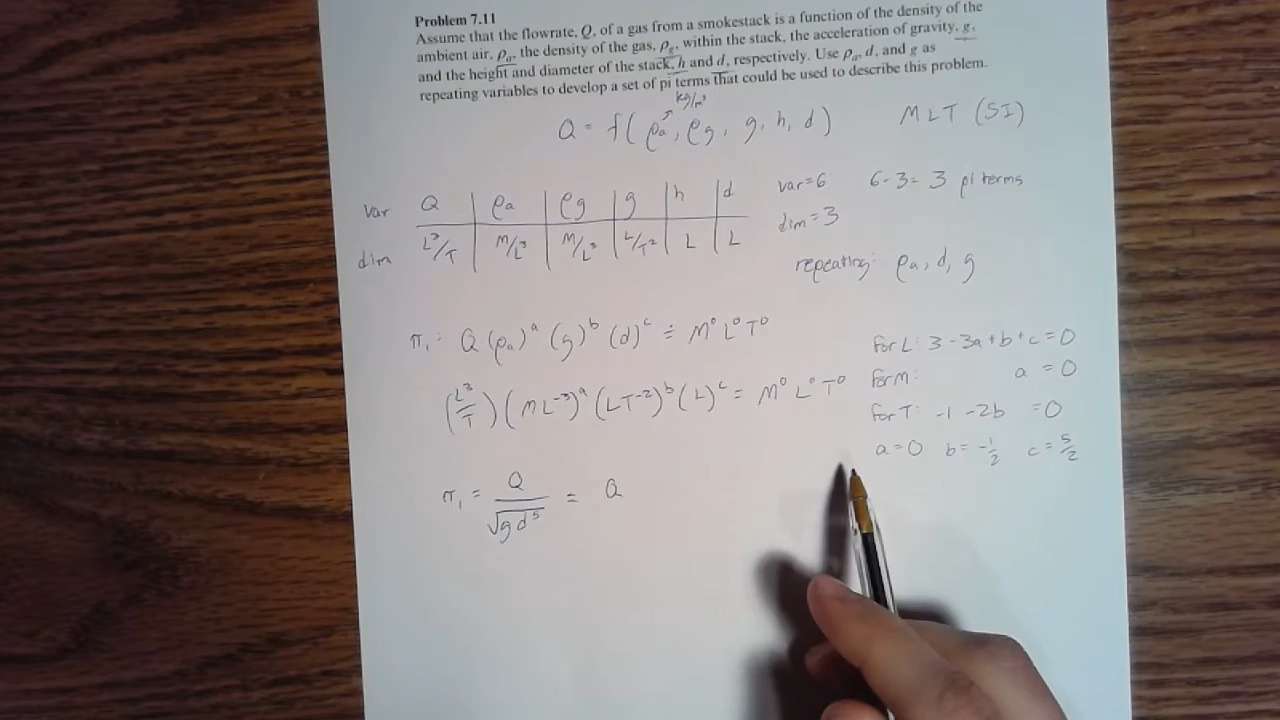 Problem 7.11
Assume that the flowrate, Q, of a gas from a smokestack is a function of the density of the
ambient air, ρₐ, the density of the gas, ρg, within the stack, the acceleration of gravity, g,
and the height and diameter of the stack, h and d, respectively. Use ρₐ, d, and g as
repeating variables to develop a set of pi terms that could be used to describe this problem.
kg/m³
Q = f(ρa, ρg, g, h, d) MLT (SI)
var Q | ρa | ρg | g | h | d
dim L³/T | M/L³ | M/L³ | L/T² | L | L
var=6 6-3= 3 pi terms
dim=3
repeating: ρa, d, g
π₁: Q(ρa)ᵃ (g)ᵇ (d)ᶜ ≐ M⁰ L⁰ T⁰
(L³/T)(ML⁻³)ᵃ (LT⁻²)ᵇ (L)ᶜ = M⁰ L⁰ T⁰
for L: 3 - 3a + b + c = 0
for M: a = 0
for T: -1 - 2b = 0
a=0 b= -1/2 c= 5/2
π₁ = Q/√gd⁵ = Q